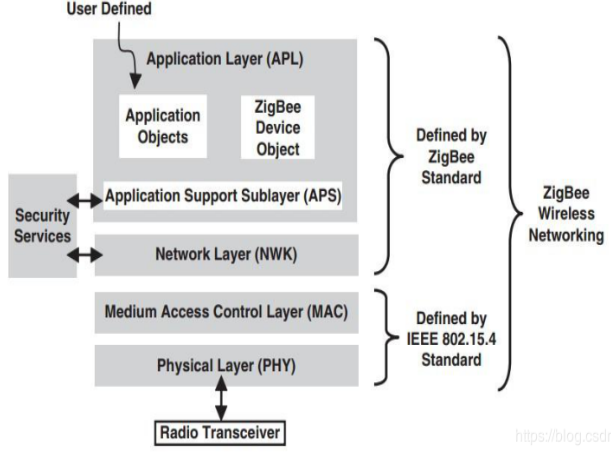 User Defined
Application Layer (APL)
Application
Objects
ZigBee
Device
Object
Application Support Sublayer (APS)
Security
Services
Network Layer (NWK)
Medium Access Control Layer (MAC)
Physical Layer (PHY)
Radio Transceiver
Defined by
ZigBee
Standard
Defined by
IEEE 802.15.4
Standard
ZigBee
Wireless
Networking
https://blog.csdn